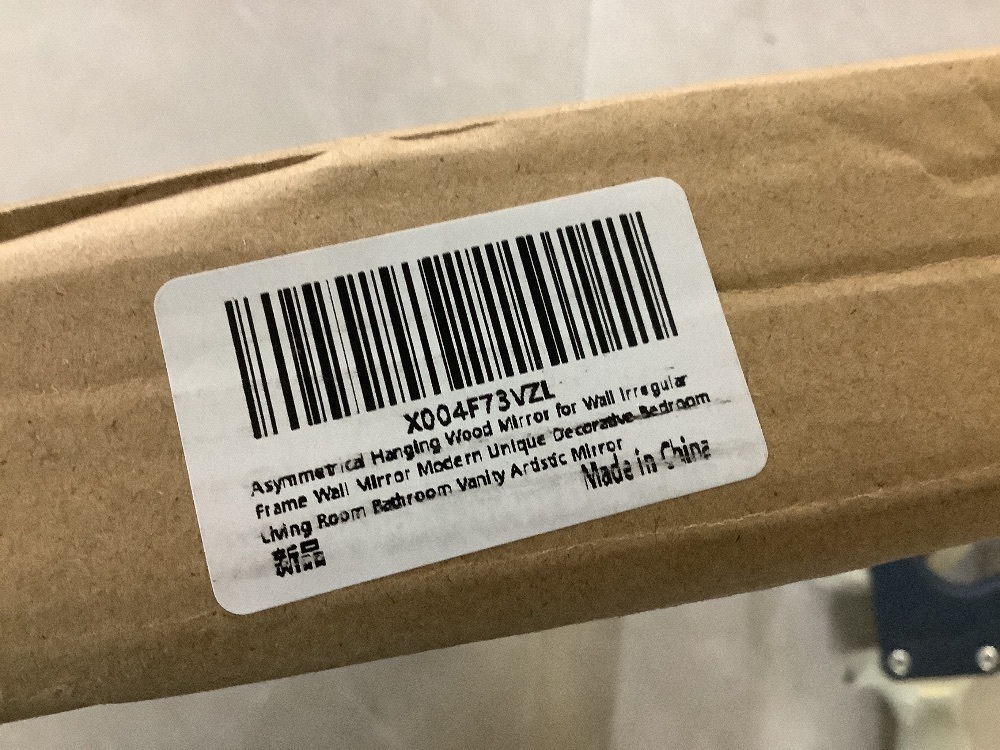 X004F73VZL
Asymmetrical Hanging Wood Mirror for Wall Irregular
Frame Wall Mirror Modern Unique Decorative Bedroom
Living Room Bathroom Vanity Artistic Mirror
Made in China
新品